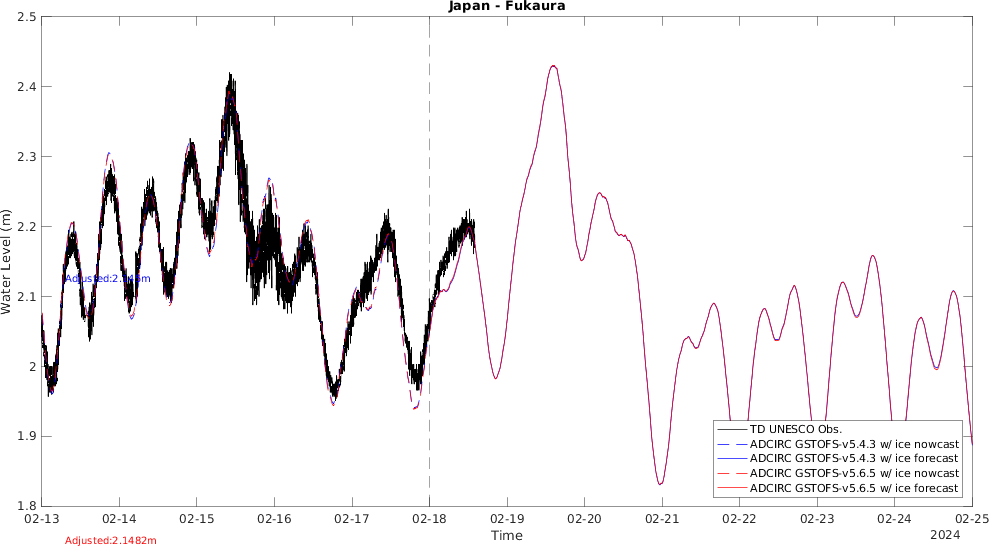 Japan - Fukaura
Water Level (m)
2.5
2.4
2.3
2.2
2.1
2
1.9
1.8
TD UNESCO Obs.
ADCIRC GSTOFS-v5.4.3 w/ ice nowcast
ADCIRC GSTOFS-v5.4.3 w/ ice forecast
ADCIRC GSTOFS-v5.6.5 w/ ice nowcast
ADCIRC GSTOFS-v5.6.5 w/ ice forecast
02-13 02-14 02-15 02-16 02-17 02-18 02-19 02-20 02-21 02-22 02-23 02-24 02-25
Time
2024
Adjusted:2.1482m